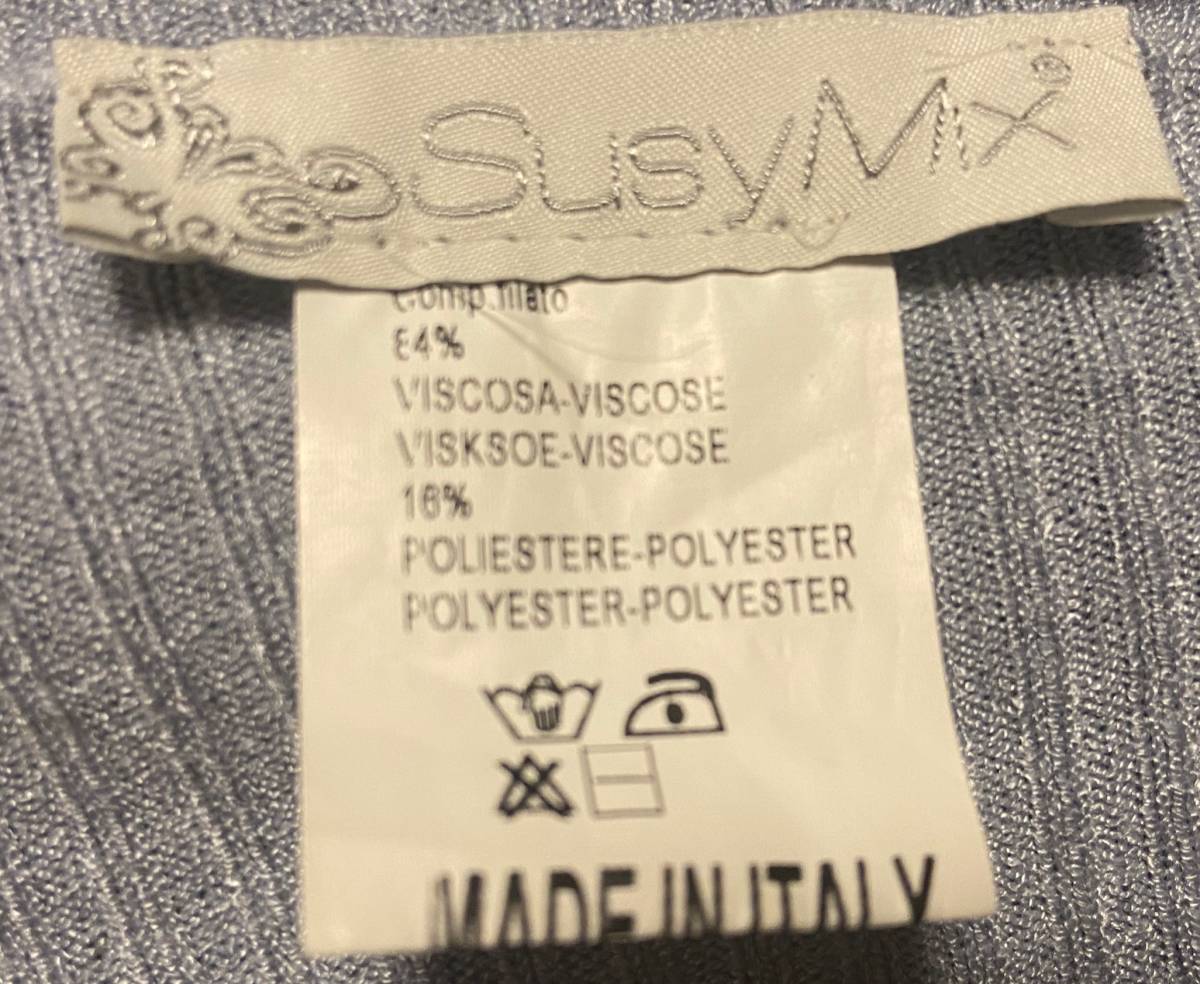 SusyMix
Comp.filato
84%
VISCOSA-VISCOSE
VISKSOE-VISCOSE
16%
POLIESTERE-POLYESTER
POLYESTER-POLYESTER
MADE IN ITALY